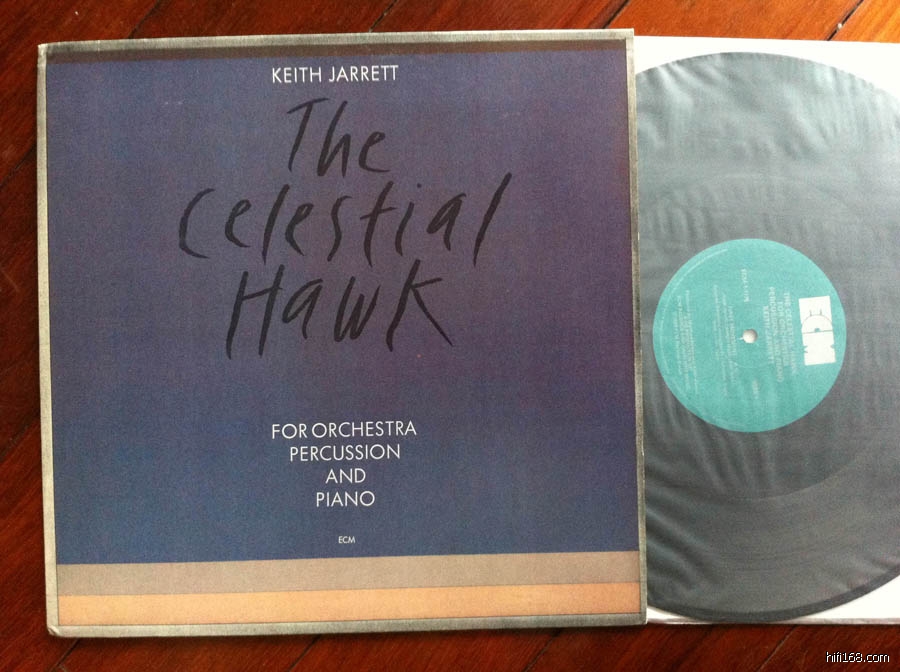 KEITH JARRETT
The
Celestial
Hawk
FOR ORCHESTRA
PERCUSSION
AND
PIANO
ECM
ECM
hifi168.com